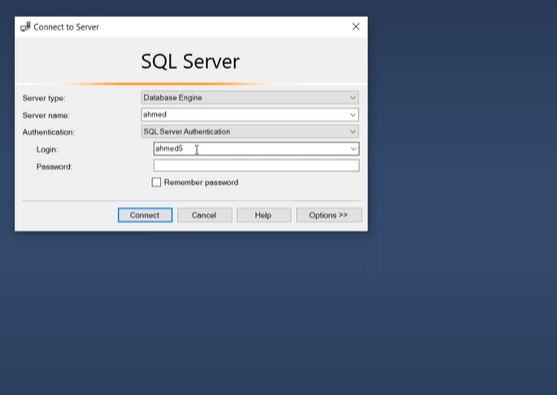 Connect to Server
SQL Server
Server type: Database Engine
Server name: ahmed
Authentication: SQL Server Authentication
Login: ahmed5
Password:
Remember password
Connect Cancel Help Options >>